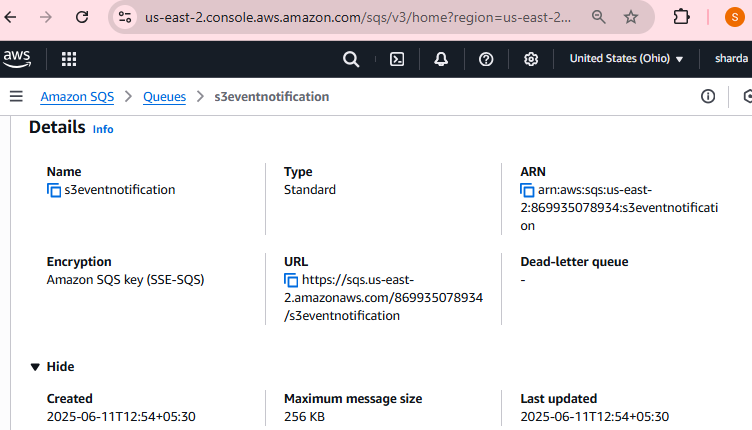 us-east-2.console.aws.amazon.com/sqs/v3/home?region=us-east-2...
S
aws
United States (Ohio)
sharda
Amazon SQS > Queues > s3eventnotification
Details Info
Name
s3eventnotification
Type
Standard
ARN
arn:aws:sqs:us-east-
2:869935078934:s3eventnotificati
on
Encryption
Amazon SQS key (SSE-SQS)
URL
https://sqs.us-east-
2.amazonaws.com/869935078934
/s3eventnotification
Dead-letter queue
-
Hide
Created
2025-06-11T12:54+05:30
Maximum message size
256 KB
Last updated
2025-06-11T12:54+05:30